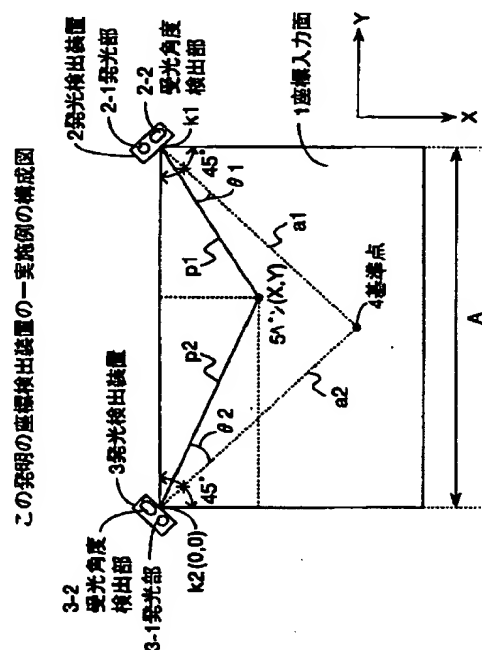 この発明の座標検出装置の一実施例の構成図
3-2
受光角度
検出部
3-1発光部
3発光検出装置
k2(0,0)
45°
2発光検出装置
2-1発光部
2-2
受光角度
検出部
k1
45°
p2
p1
θ2
θ1
5ペン(X,Y)
a2
a1
4基準点
1座標入力面
A
Y
X